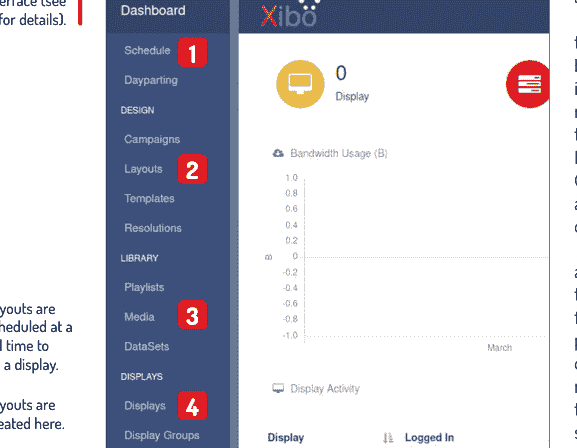 erface (see
for details).
youts are
heduled at a
d time to
a display.
youts are
eated here.
Dashboard
Schedule
1
Dayparting
DESIGN
Campaigns
Layouts
2
Templates
Resolutions
LIBRARY
Playlists
Media
3
DataSets
DISPLAYS
Displays
4
Display Groups
Xibo
0
Display
Bandwidth Usage (B)
1.0
0.8
0.6
0.4
0.2
0
-0.2
-0.4
-0.6
-0.8
-1.0
B
March
Display Activity
Display
Logged In